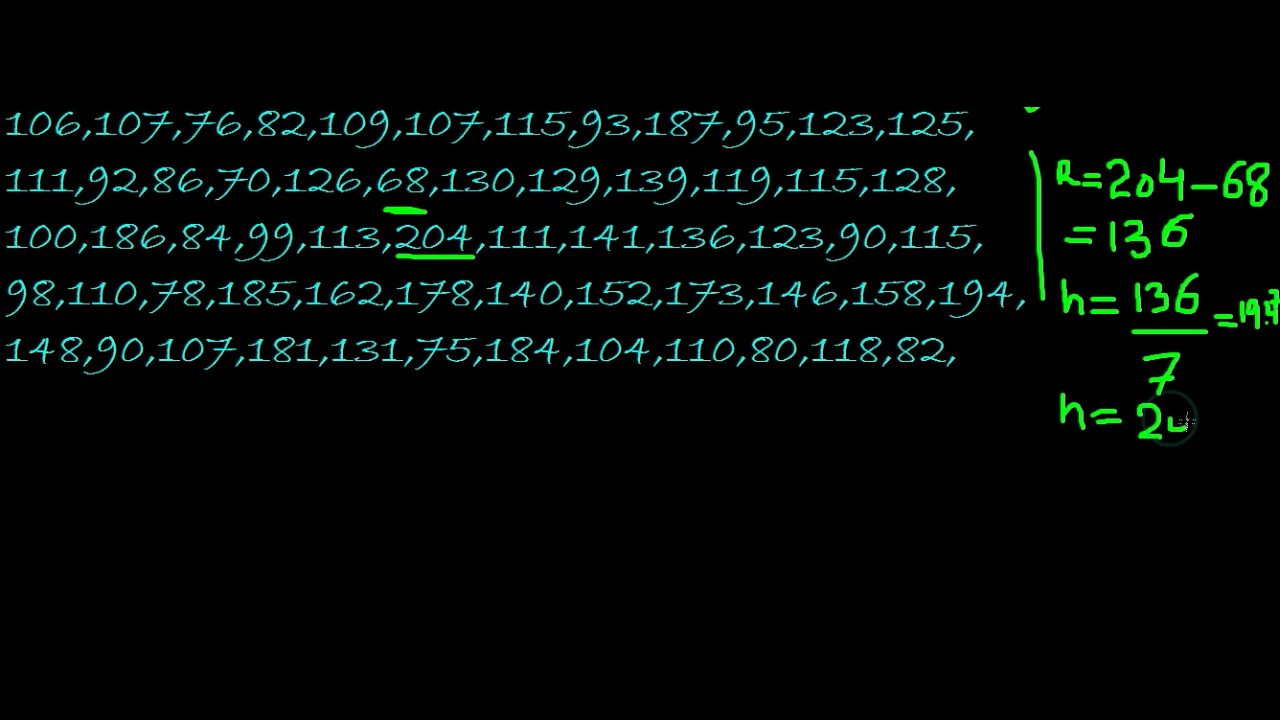 106,107,76,82,109,107,115,93,187,95,123,125,
111,92,86,70,126,68,130,129,139,119,115,128,
100,186,84,99,113,204,111,141,136,123,90,115,
98,110,78,185,162,178,140,152,173,146,158,194,
148,90,107,181,131,75,184,104,110,80,118,82,
R=204-68
=136
h=136/7=19.
h=2